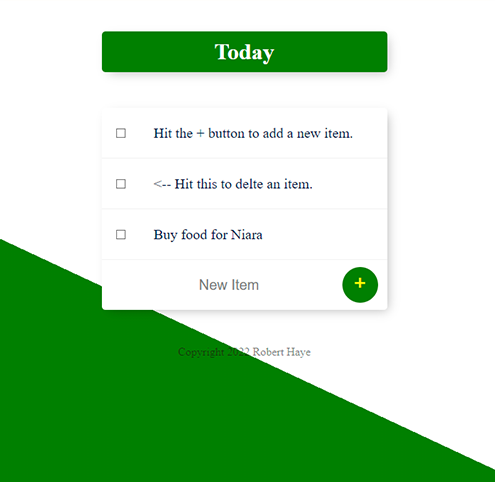 Today
Hit the + button to add a new item.
<-- Hit this to delte an item.
Buy food for Niara
New Item
+
Copyright 2022 Robert Haye